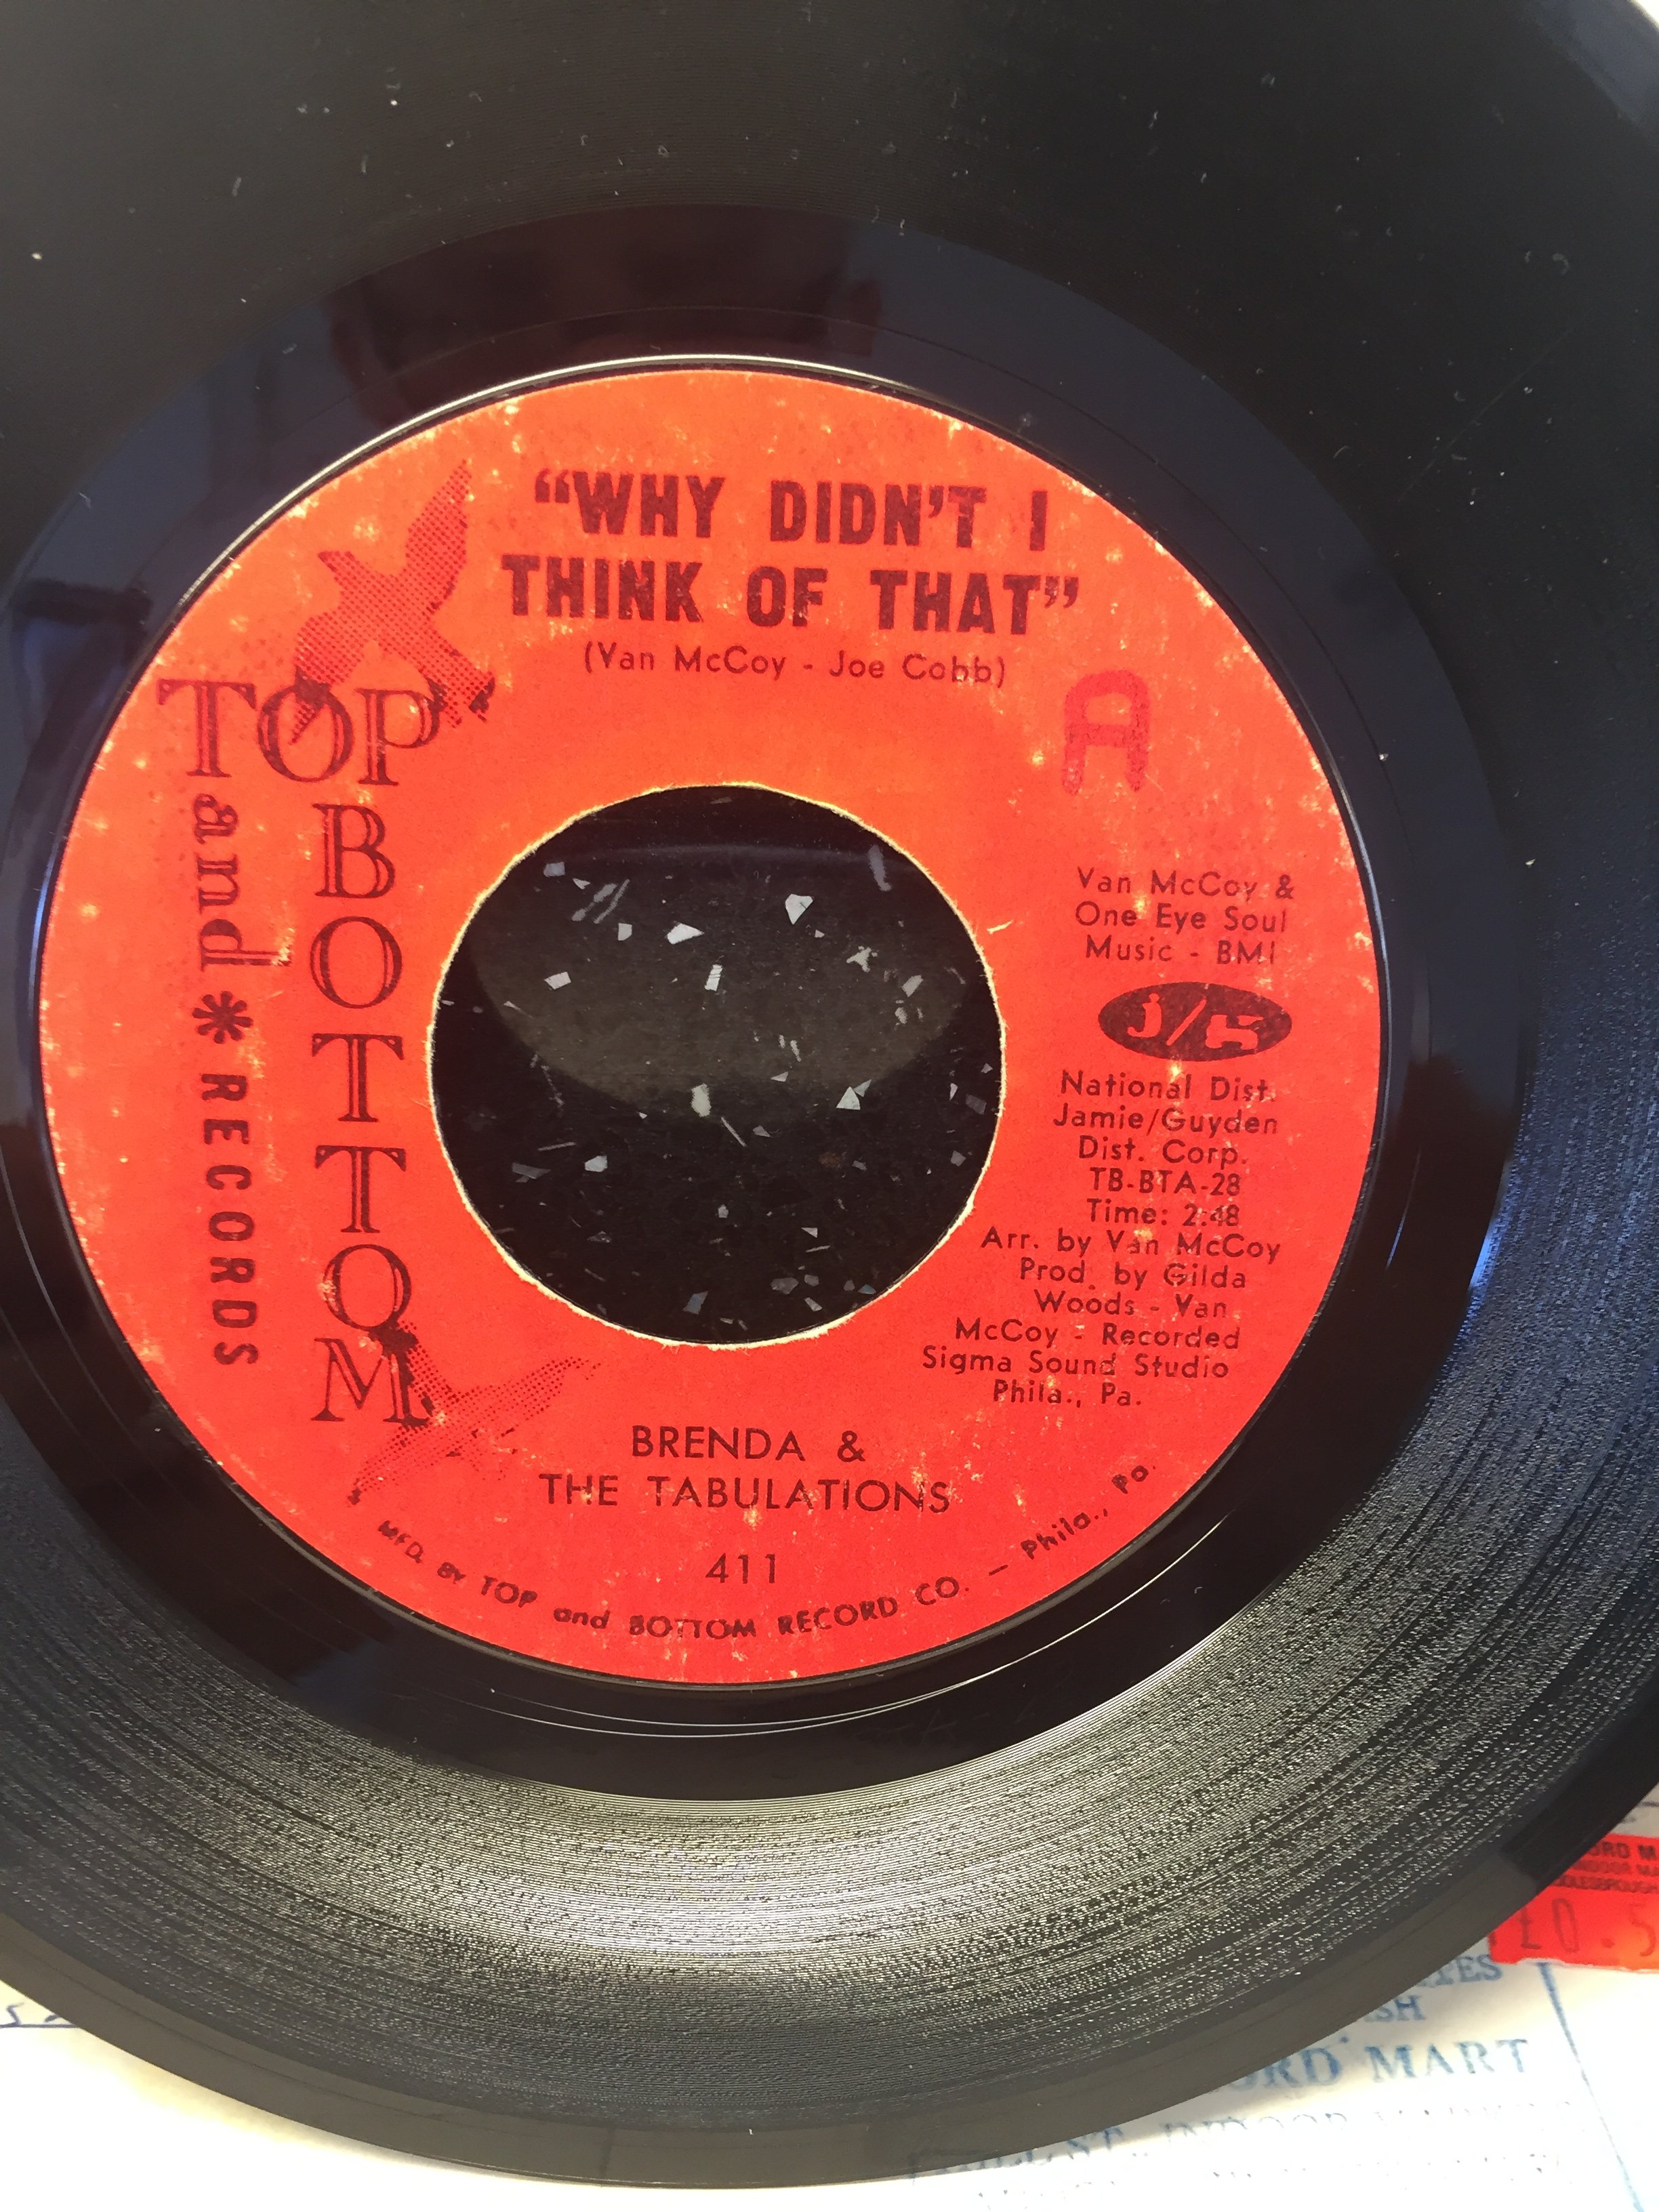 "WHY DIDN'T I
THINK OF THAT"
(Van McCoy - Joe Cobb)
A
TOP
and
BOTTOM
RECORDS
Van McCoy &
One Eye Soul
Music - BMI
j/G
National Dist.
Jamie/Guyden
Dist. Corp.
TB-BTA-28
Time: 2:48
Arr. by Van McCoy
Prod. by Gilda
Woods - Van
McCoy - Recorded
Sigma Sound Studio
Phila., Pa.
BRENDA &
THE TABULATIONS
411
MFD. BY TOP and BOTTOM RECORD CO. — Phila., Pa.
£0.5
MART